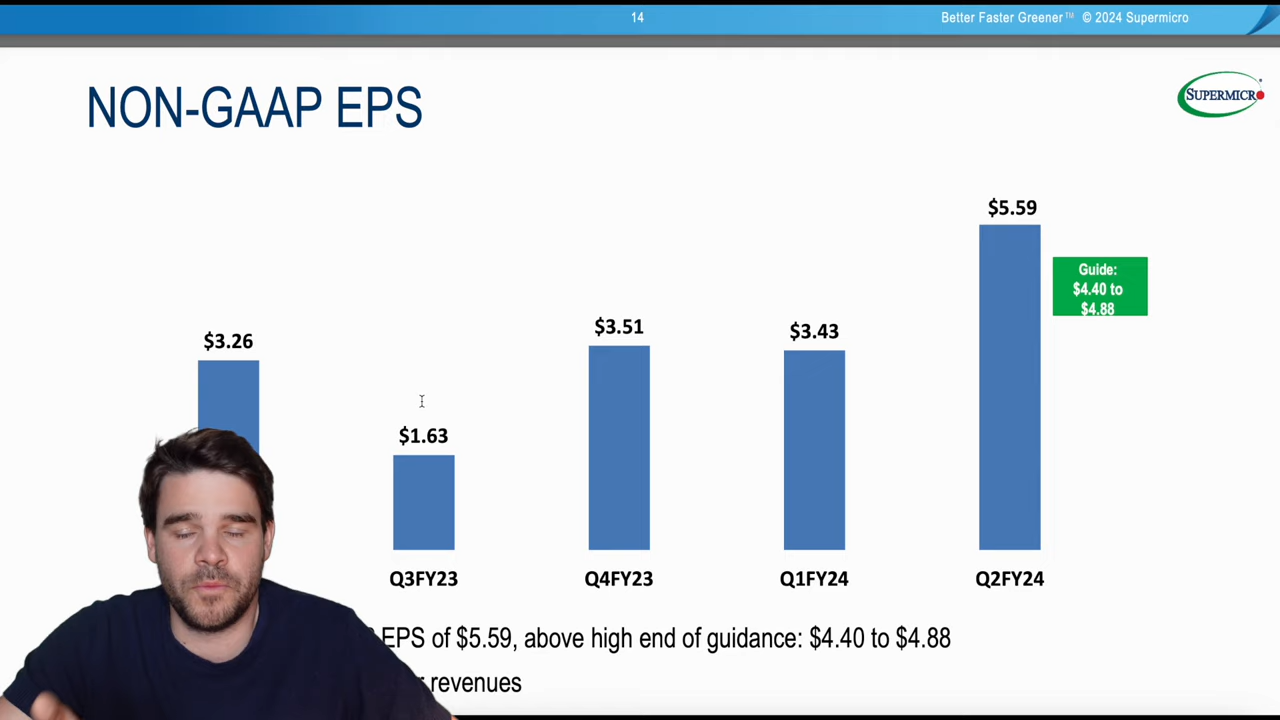 14
Better Faster Greener™ © 2024 Supermicro
NON-GAAP EPS
SUPERMICR
$5.59
Guide:
$4.40 to
$4.88
$3.26
$3.51
$3.43
$1.63
Q3FY23
Q4FY23
Q1FY24
Q2FY24
EPS of $5.59, above high end of guidance: $4.40 to $4.88
revenues